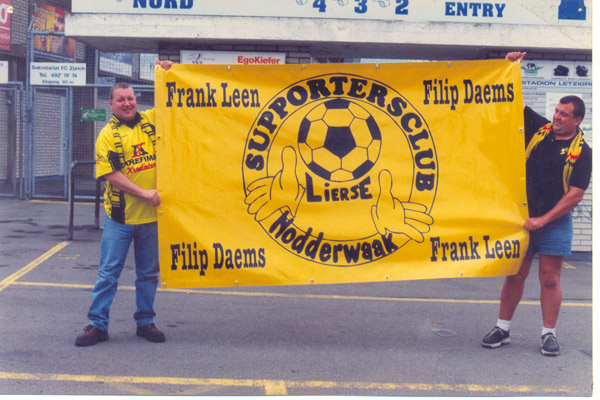 NORD
4 3 2
ENTRY
Sekretariat FC Zürich
EgoKiefer
STADION LETZIGRUND
Frank Leen
Filip Daems
SUPPORTERSCLUB
LIERSE
Nodderwaak
Filip Daems
Frank Leen
KREFIMA